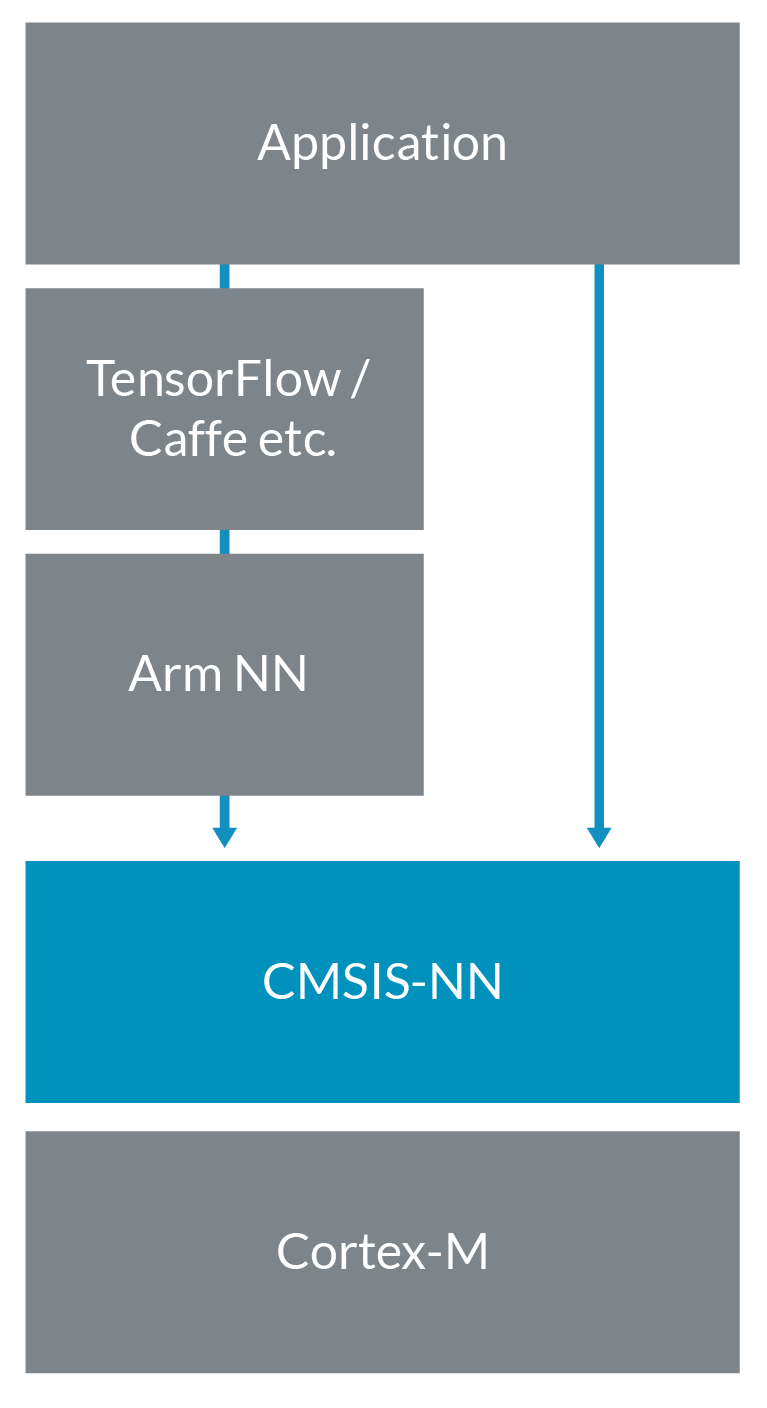 Application
TensorFlow /
Caffe etc.
Arm NN
CMSIS-NN
Cortex-M